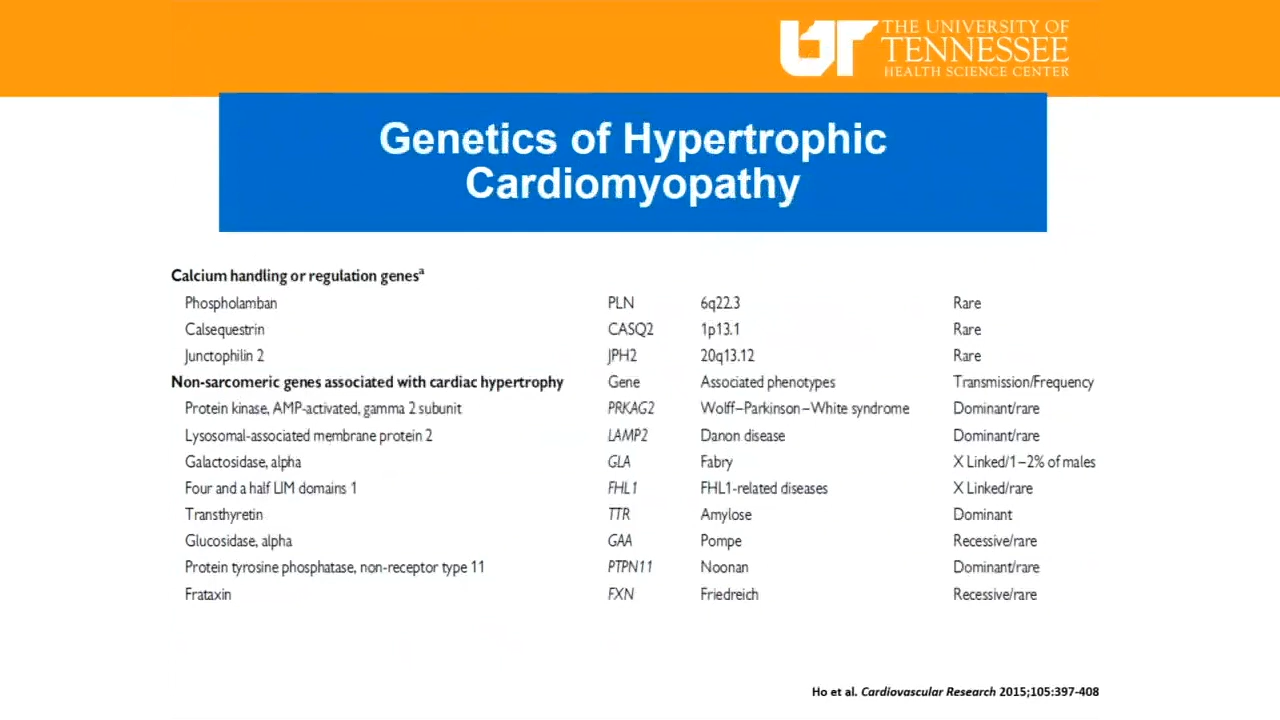 THE UNIVERSITY OF
UT TENNESSEE
HEALTH SCIENCE CENTER
Genetics of Hypertrophic
Cardiomyopathy
Calcium handling or regulation genesª
Phospholamban PLN 6q22.3 Rare
Calsequestrin CASQ2 1p13.1 Rare
Junctophilin 2 JPH2 20q13.12 Rare
Non-sarcomeric genes associated with cardiac hypertrophy Gene Associated phenotypes Transmission/Frequency
Protein kinase, AMP-activated, gamma 2 subunit PRKAG2 Wolff–Parkinson–White syndrome Dominant/rare
Lysosomal-associated membrane protein 2 LAMP2 Danon disease Dominant/rare
Galactosidase, alpha GLA Fabry X Linked/1–2% of males
Four and a half LIM domains 1 FHL1 FHL1-related diseases X Linked/rare
Transthyretin TTR Amylose Dominant
Glucosidase, alpha GAA Pompe Recessive/rare
Protein tyrosine phosphatase, non-receptor type 11 PTPN11 Noonan Dominant/rare
Frataxin FXN Friedreich Recessive/rare
Ho et al. Cardiovascular Research 2015;105:397-408